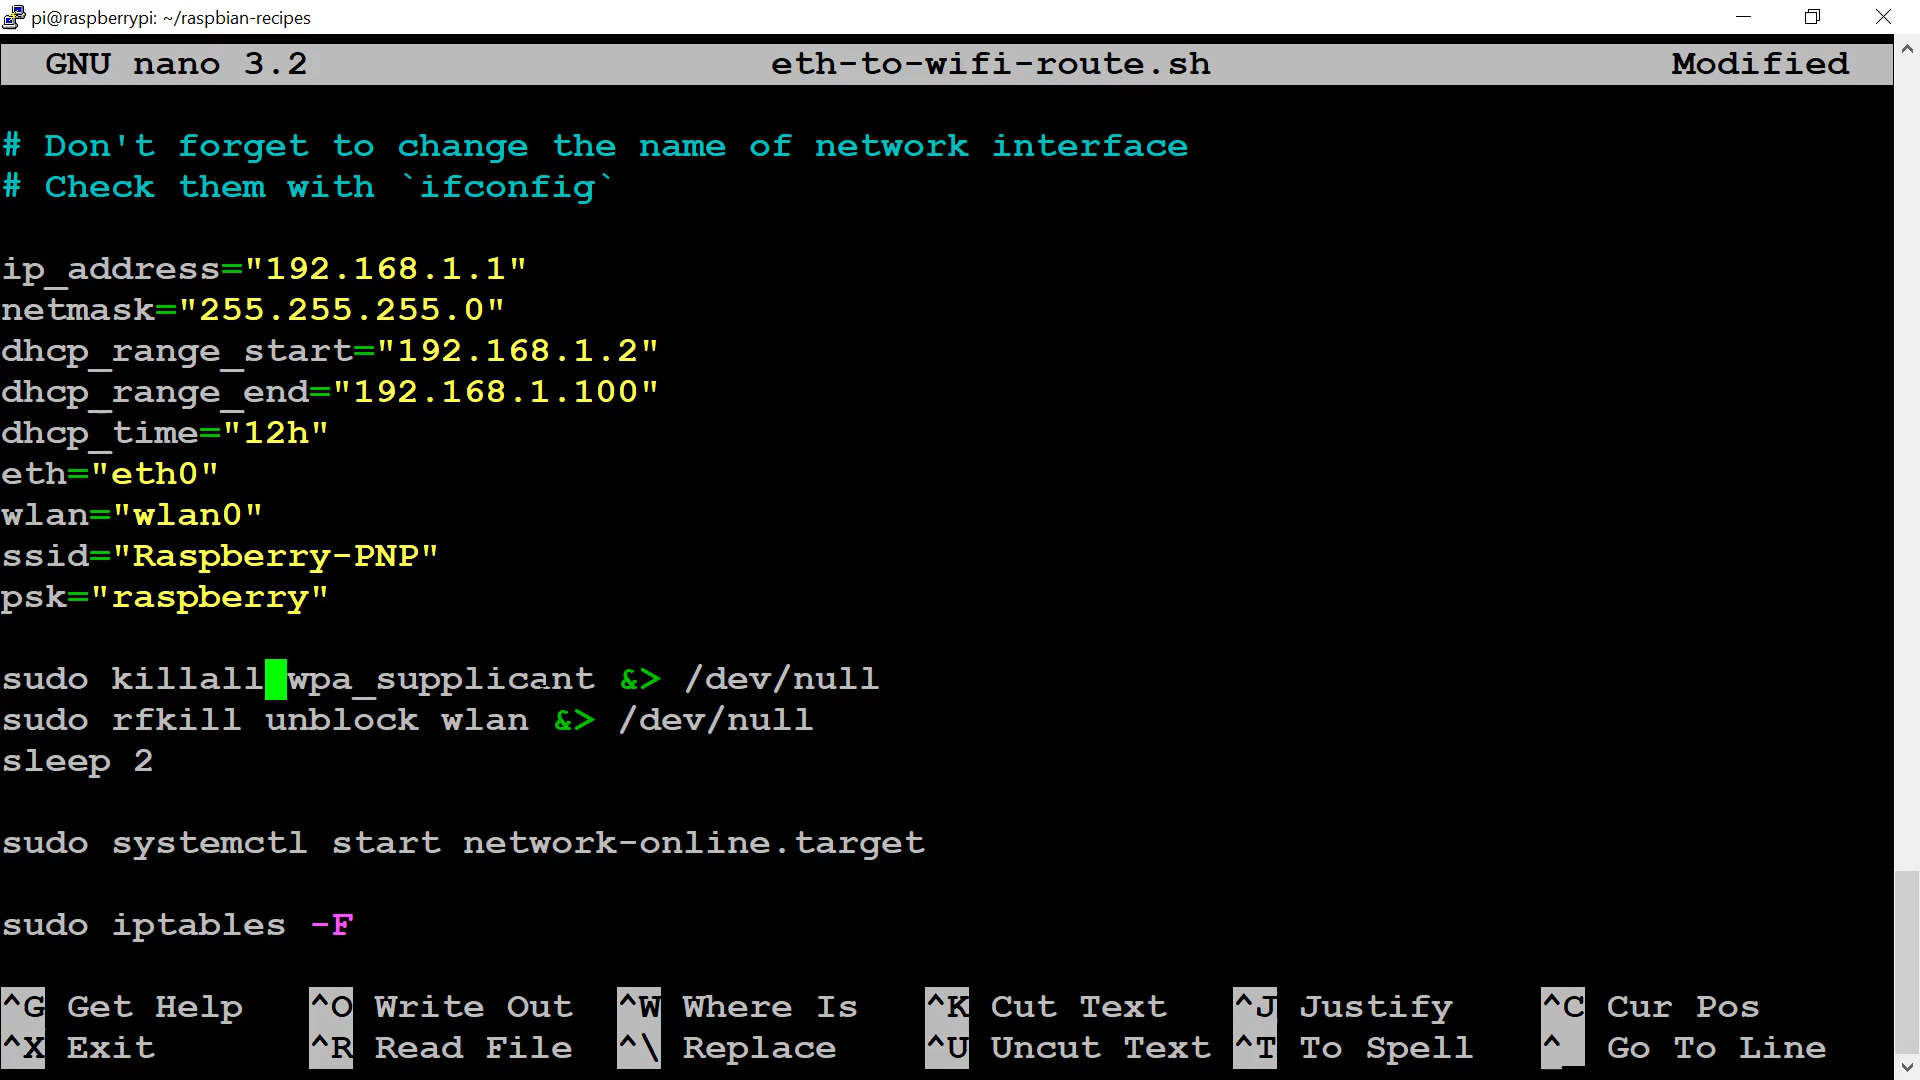 pi@raspberrypi: ~/raspbian-recipes
GNU nano 3.2 eth-to-wifi-route.sh Modified
# Don't forget to change the name of network interface
# Check them with `ifconfig`
ip_address="192.168.1.1"
netmask="255.255.255.0"
dhcp_range_start="192.168.1.2"
dhcp_range_end="192.168.1.100"
dhcp_time="12h"
eth="eth0"
wlan="wlan0"
ssid="Raspberry-PNP"
psk="raspberry"
sudo killall wpa_supplicant &> /dev/null
sudo rfkill unblock wlan &> /dev/null
sleep 2
sudo systemctl start network-online.target
sudo iptables -F
^G Get Help ^O Write Out ^W Where Is ^K Cut Text ^J Justify ^C Cur Pos
^X Exit ^R Read File ^\ Replace ^U Uncut Text ^T To Spell ^_ Go To Line